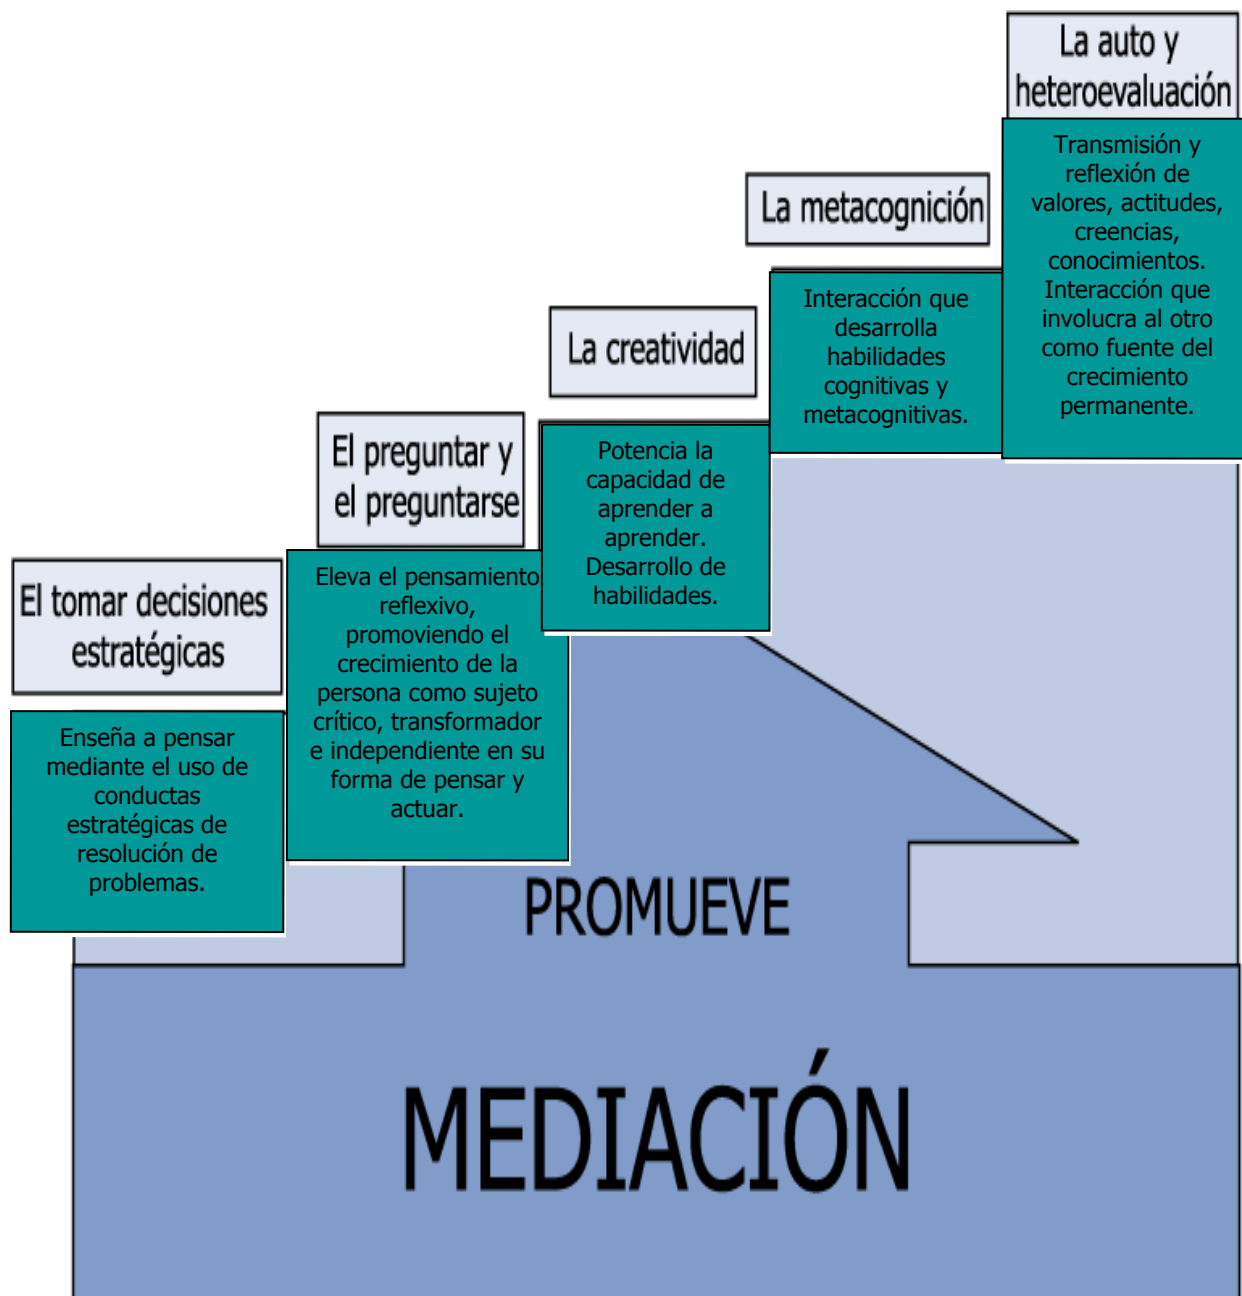 La auto y
heteroevaluación
Transmisión y
reflexión de
valores, actitudes,
creencias,
conocimientos.
Interacción que
involucra al otro
como fuente del
crecimiento
permanente.
La metacognición
Interacción que
desarrolla
habilidades
cognitivas y
metacognitivas.
La creatividad
Potencia la
capacidad de
aprender a
aprender.
Desarrollo de
habilidades.
El preguntar y
el preguntarse
Eleva el pensamiento
reflexivo,
promoviendo el
crecimiento de la
persona como sujeto
crítico, transformador
e independiente en su
forma de pensar y
actuar.
El tomar decisiones
estratégicas
Enseña a pensar
mediante el uso de
conductas
estratégicas de
resolución de
problemas.
PROMUEVE
MEDIACIÓN